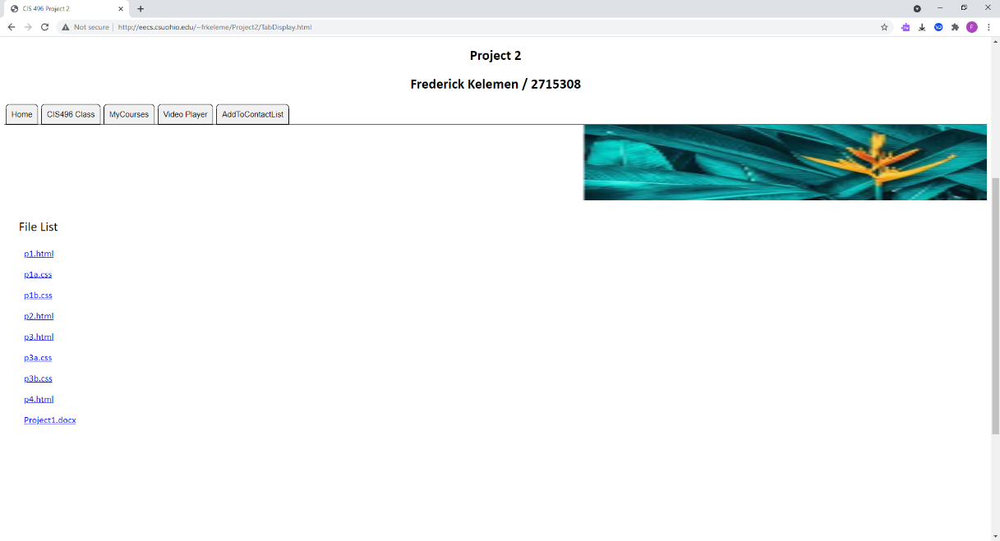 CIS 496 Project 2
Not secure | http://eecs.csuohio.edu/~frkeleme/Project2/TabDisplay.html
F
Project 2
Frederick Kelemen / 2715308
Home CIS496 Class MyCourses Video Player AddToContactList
File List
p1.html
p1a.css
p1b.css
p2.html
p3.html
p3a.css
p3b.css
p4.html
Project1.docx